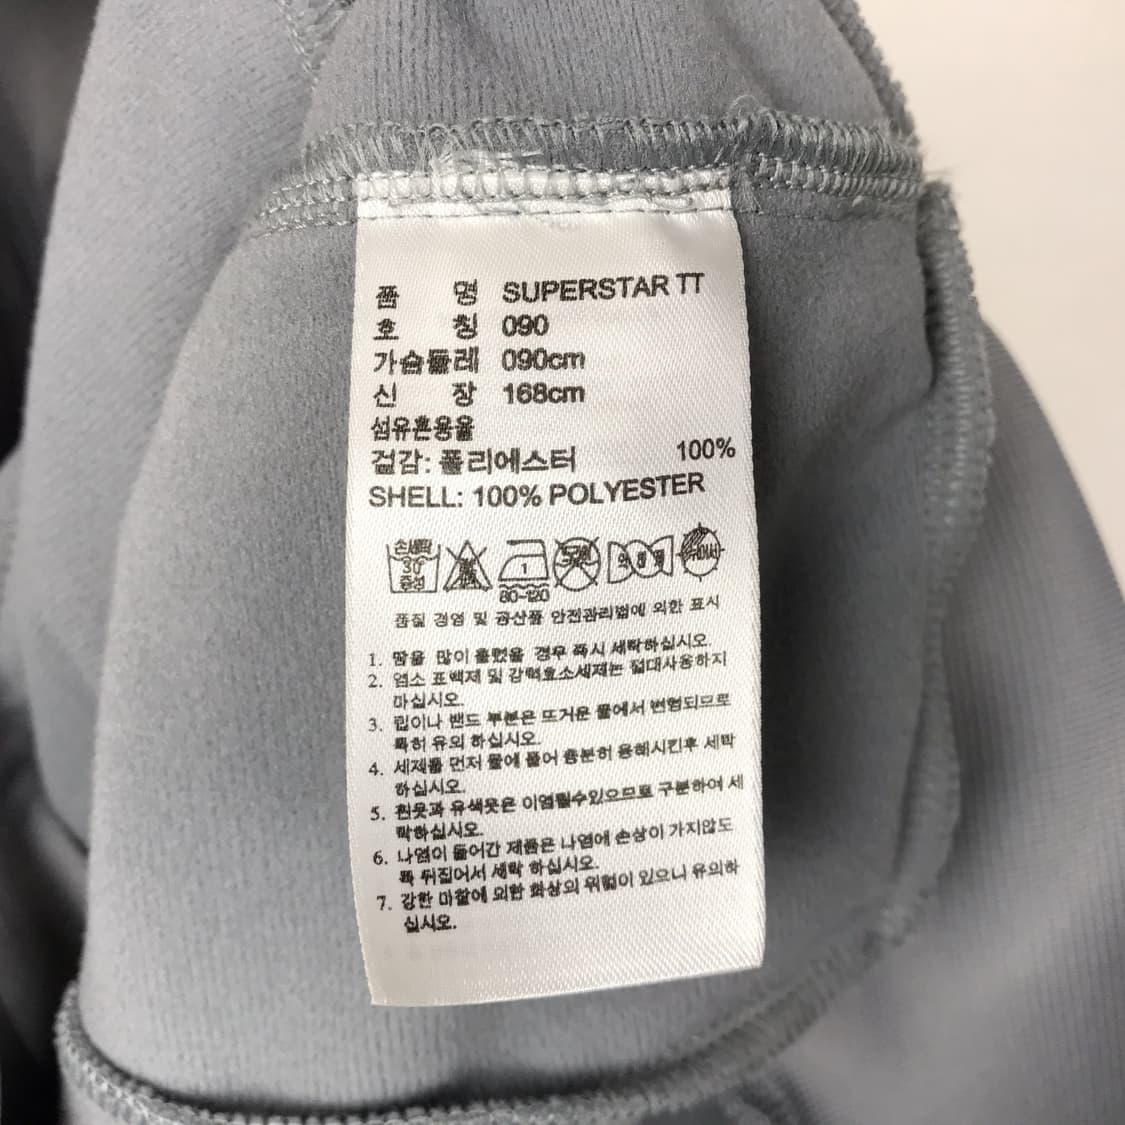 품 명 SUPERSTAR TT
호 칭 090
가슴둘레 090cm
신 장 168cm
섬유혼용율
겉감: 폴리에스터 100%
SHELL: 100% POLYESTER
손세탁 30 중성
1 80~120
드라이
약하게
뉘어서
품질 경영 및 공산품 안전관리법에 의한 표시
1. 땀을 많이 흘렸을 경우 즉시 세탁하십시오.
2. 염소 표백제 및 강력효소세제는 절대사용하지
마십시오.
3. 립이나 밴드 부분은 뜨거운 물에서 변형되므로
특히 유의 하십시오.
4. 세제를 먼저 물에 풀어 충분히 용해시킨후 세탁
하십시오.
5. 흰옷과 유색옷은 이염될수있으므로 구분하여 세
탁하십시오.
6. 나염이 들어간 제품은 나염에 손상이 가지않도
록 뒤집어서 세탁 하십시오.
7. 강한 마찰에 의한 화상의 위험이 있으니 유의하
십시오.